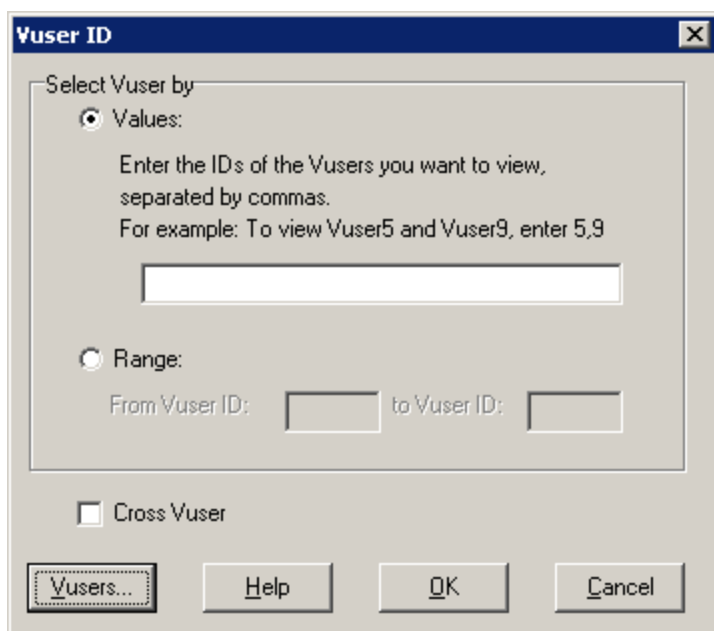 Vuser ID
Select Vuser by
Values:
Enter the IDs of the Vusers you want to view,
separated by commas.
For example: To view Vuser5 and Vuser9, enter 5,9
Range:
From Vuser ID: to Vuser ID:
Cross Vuser
Vusers... Help OK Cancel